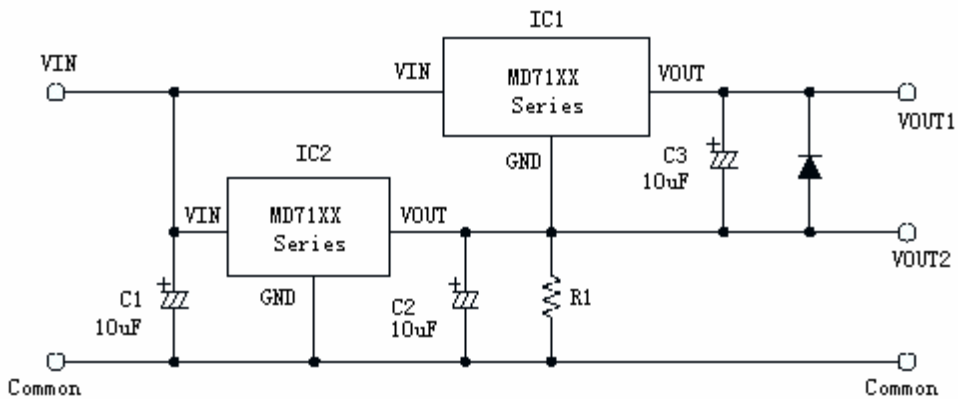 IC1
VIN
VIN
MD71XX
Series
VOUT
VOUT1
GND
C3
10uF
IC2
VIN
MD71XX
Series
VOUT
VOUT2
GND
C1
10uF
C2
10uF
R1
Common
Common